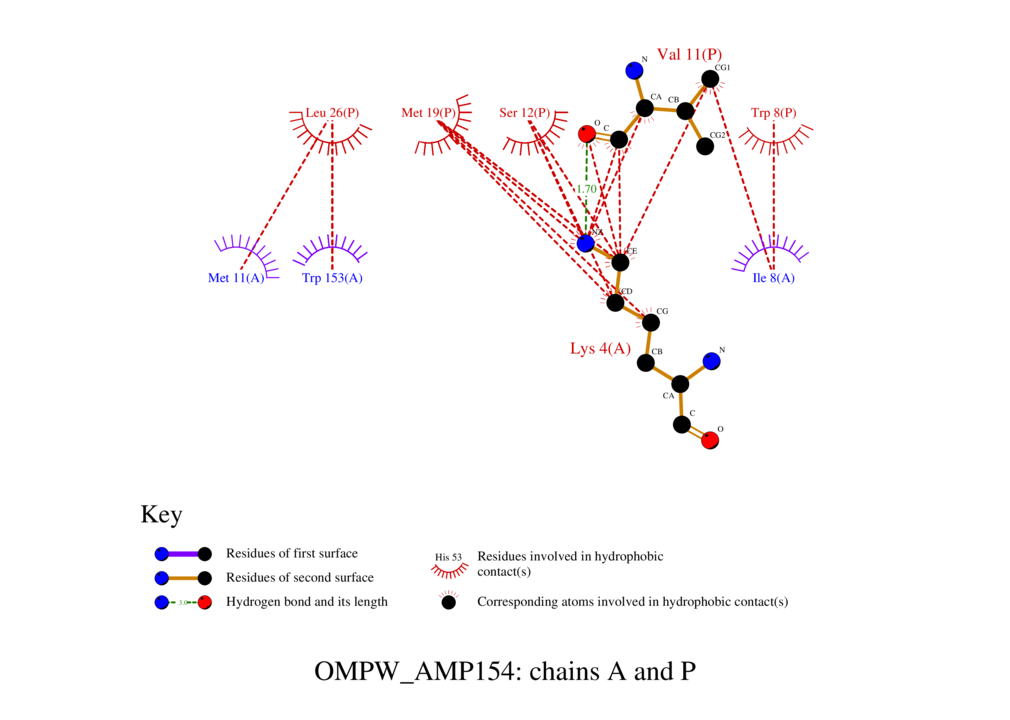 Val 11(P)
N
CG1
CA
CB
Leu 26(P)
Met 19(P)
Ser 12(P)
O
C
Trp 8(P)
CG2
1.70
NZ
CE
Met 11(A)
Trp 153(A)
Ile 8(A)
CD
CG
Lys 4(A)
CB
N
CA
C
O
Key
Residues of first surface
Residues of second surface
3.0
Hydrogen bond and its length
His 53
Residues involved in hydrophobic
contact(s)
Corresponding atoms involved in hydrophobic contact(s)
OMPW_AMP154: chains A and P